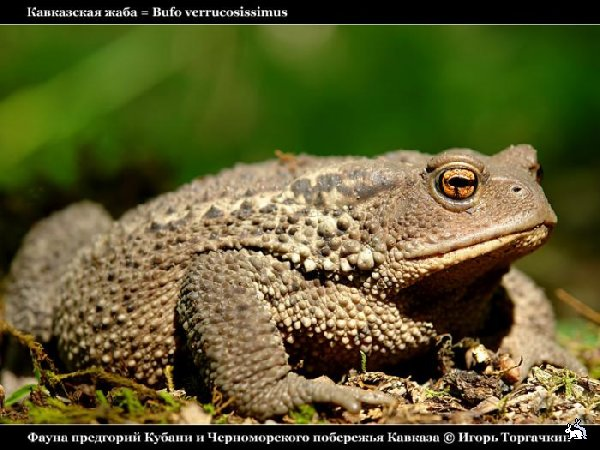 Кавказская жаба = Bufo verrucosissimus
Фауна предгорий Кубани и Черноморского побережья Кавказа © Игорь Торгачкин